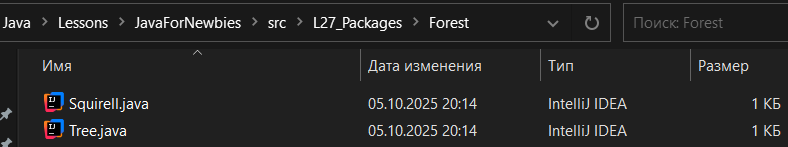 Java > Lessons > JavaForNewbies > src > L27_Packages > Forest Поиск: Forest
Имя Дата изменения Тип Размер
Squirell.java 05.10.2025 20:14 IntelliJ IDEA 1 КБ
Tree.java 05.10.2025 20:14 IntelliJ IDEA 1 КБ